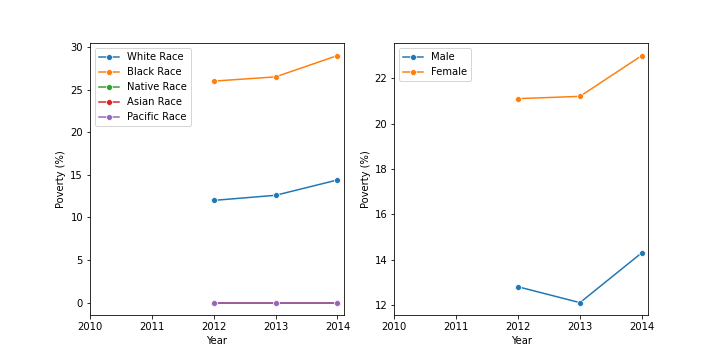 30
25
20
15
10
5
0
Poverty (%)
White Race
Black Race
Native Race
Asian Race
Pacific Race
2010 2011 2012 2013 2014
Year
22
20
18
16
14
12
Poverty (%)
Male
Female
2010 2011 2012 2013 2014
Year